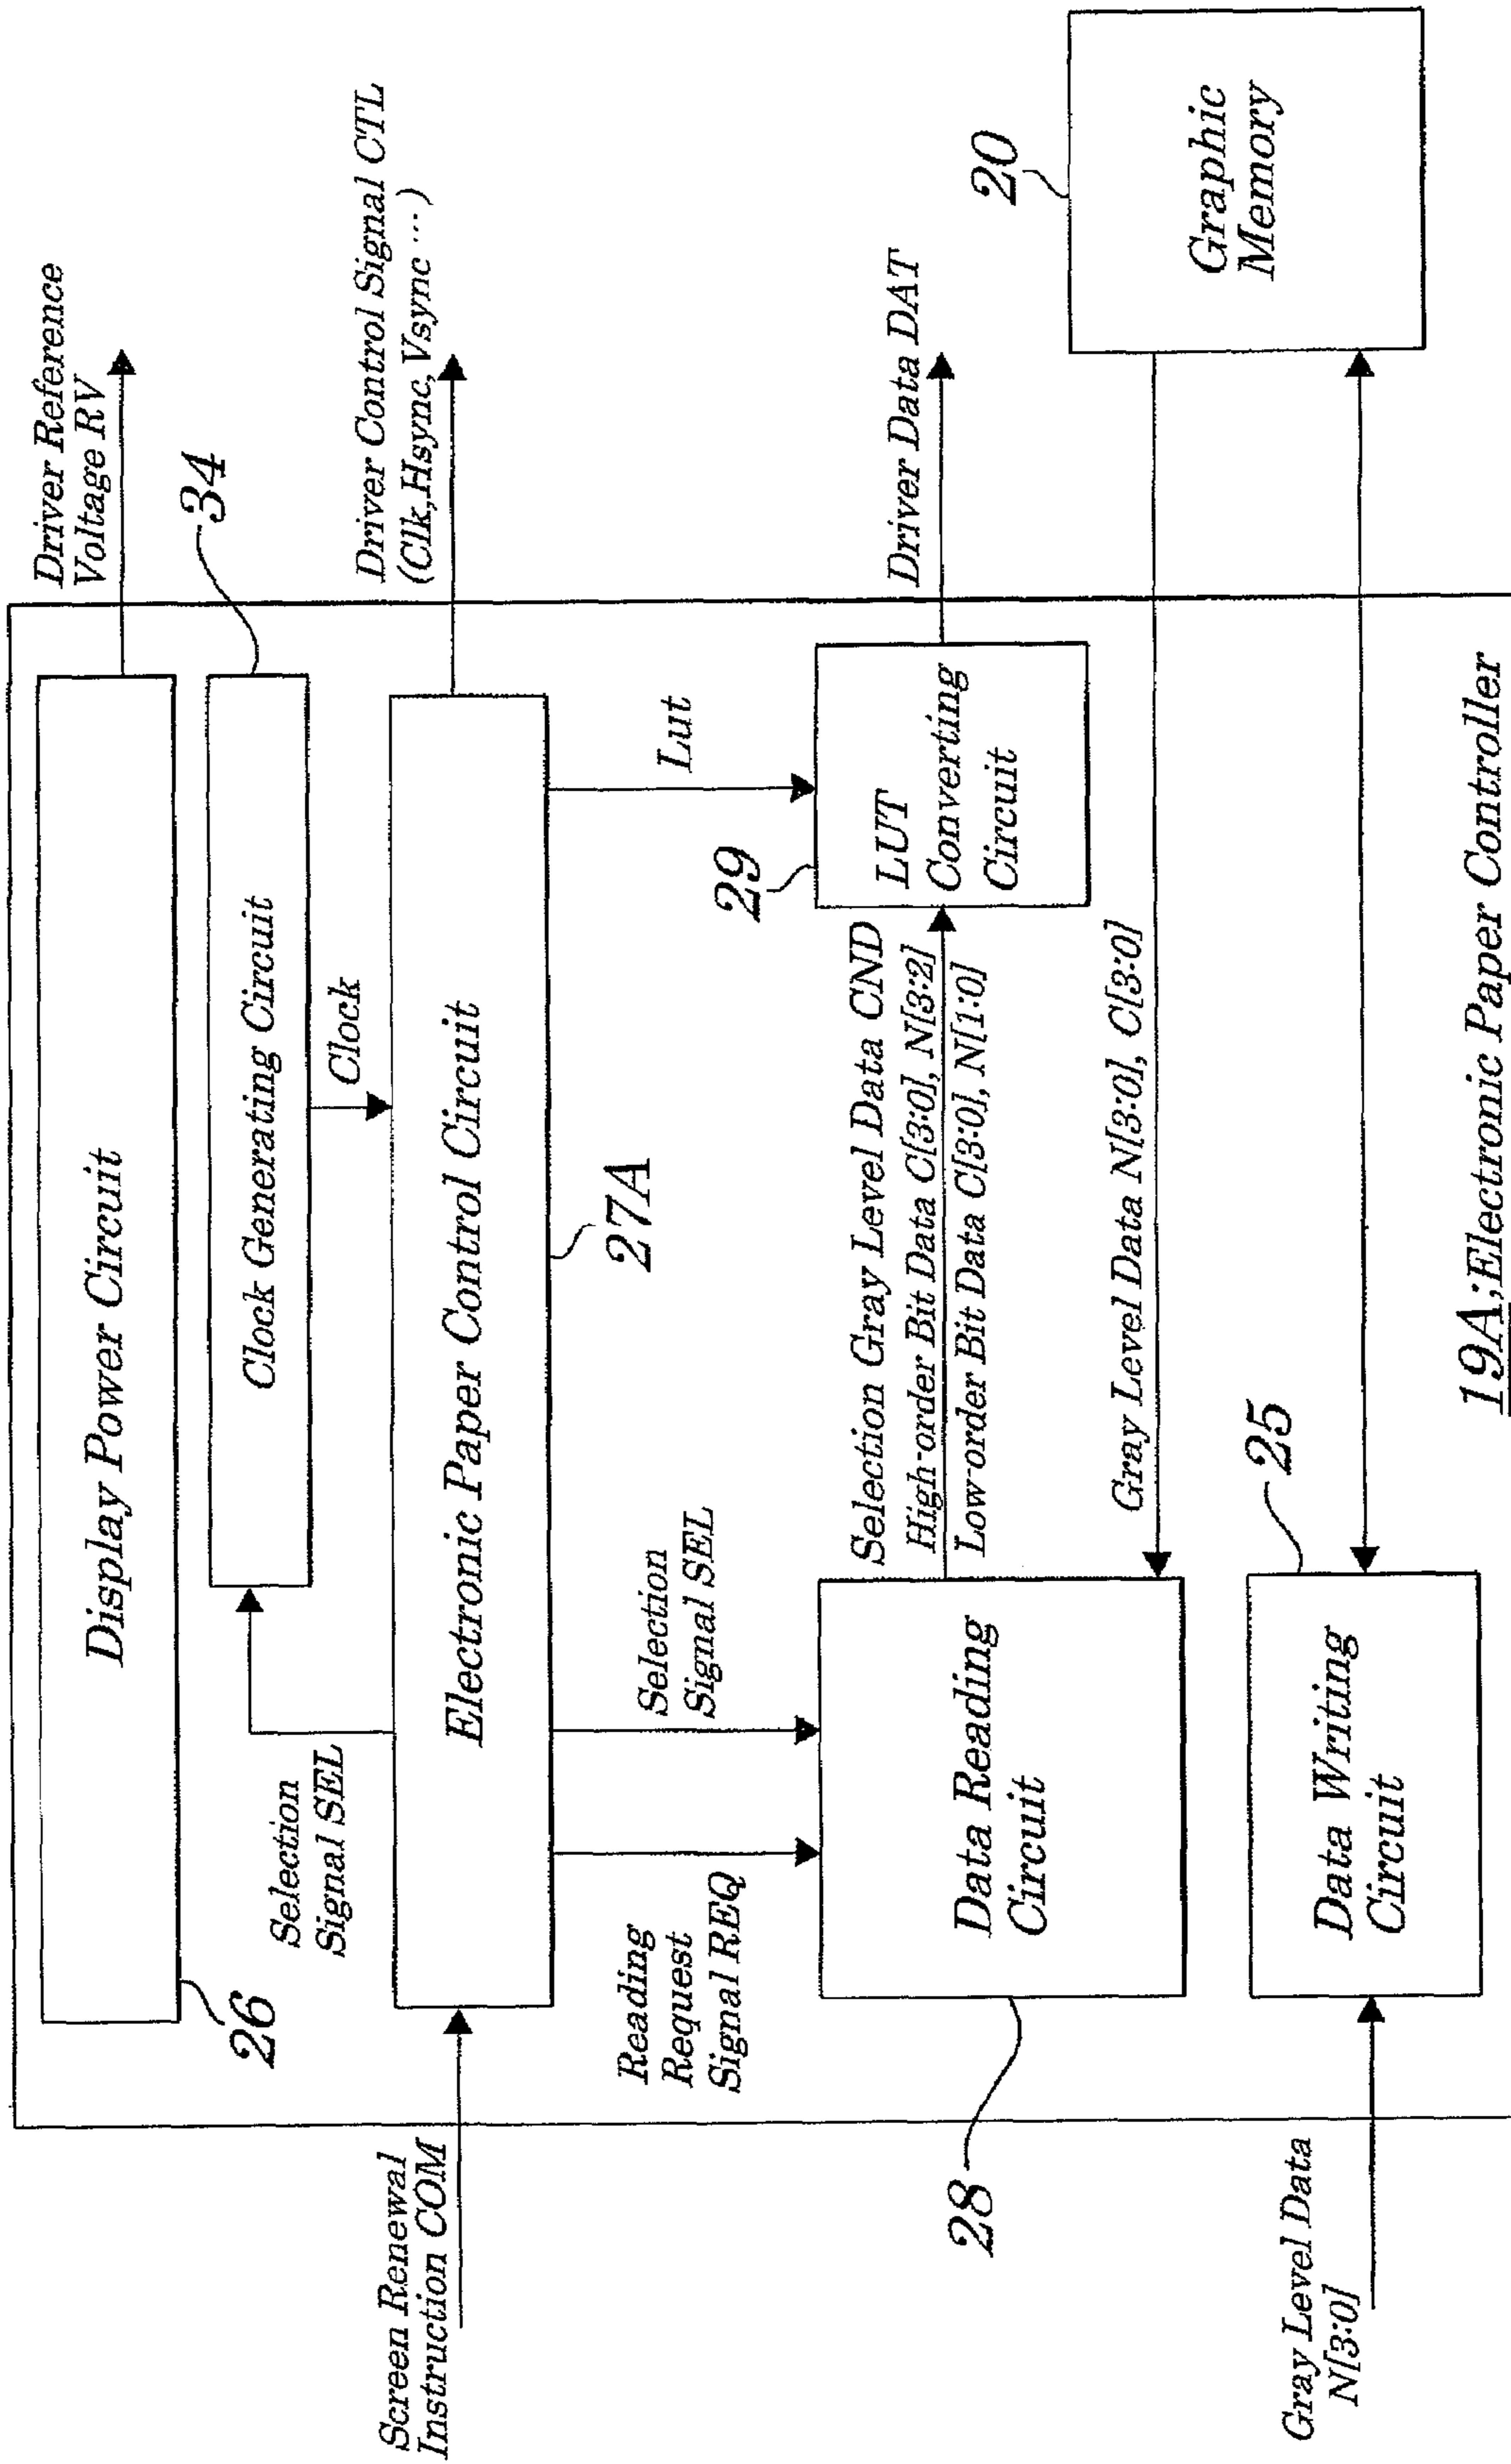 Driver Reference
Voltage RV
Display Power Circuit
26
34
Clock Generating Circuit
Selection
Signal SEL
Clock
Driver Control Signal CTL
(Clk,Hsync,Vsync ...)
Screen Renewal
Instruction COM
Electronic Paper Control Circuit
27A
Reading
Request
Signal REQ
Selection
Signal SEL
Lut
29
LUT
Converting
Circuit
Driver Data DAT
Selection Gray Level Data CND
High-order Bit Data C[3:0], N[3:2]
Low-order Bit Data C[3:0], N[1:0]
Data Reading
Circuit
28
Gray Level Data N[3:0], C[3:0]
20
Graphic
Memory
25
Data Writing
Circuit
Gray Level Data
N[3:0]
19A;Electronic Paper Controller